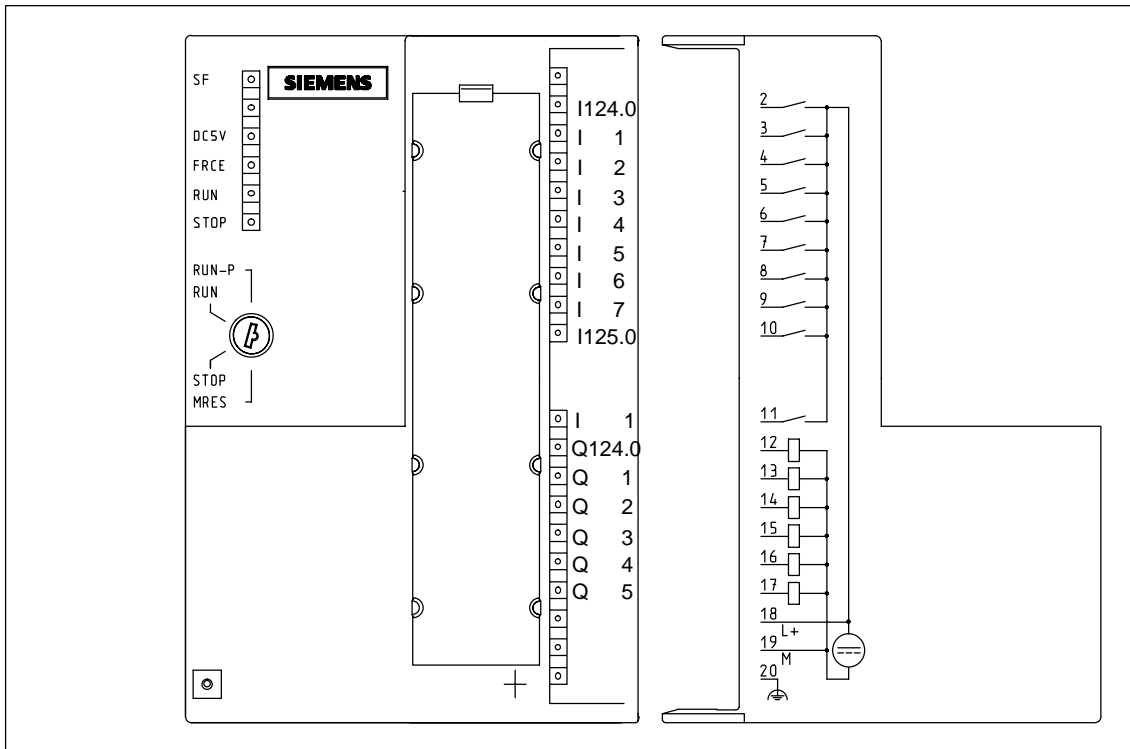 SF
SIEMENS
DC5V
FRCE
RUN
STOP
RUN-P
RUN
STOP
MRES
I124.0
I 1
I 2
I 3
I 4
I 5
I 6
I 7
I125.0
I 1
Q124.0
Q 1
Q 2
Q 3
Q 4
Q 5
2
3
4
5
6
7
8
9
10
11
12
13
14
15
16
17
18
L+
19
M
20